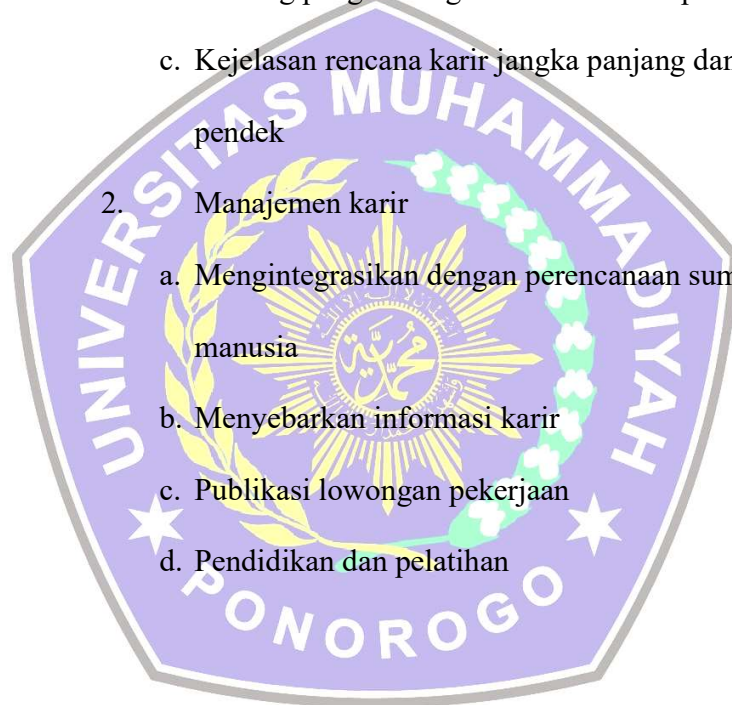 c. Kejelasan rencana karir jangka panjang dan
pendek
2. Manajemen karir
a. Mengintegrasikan dengan perencanaan sum
manusia
b. Menyebarkan informasi karir
c. Publikasi lowongan pekerjaan
d. Pendidikan dan pelatihan
UNIVERSITAS MUHAMMADIYAH
PONOROGO